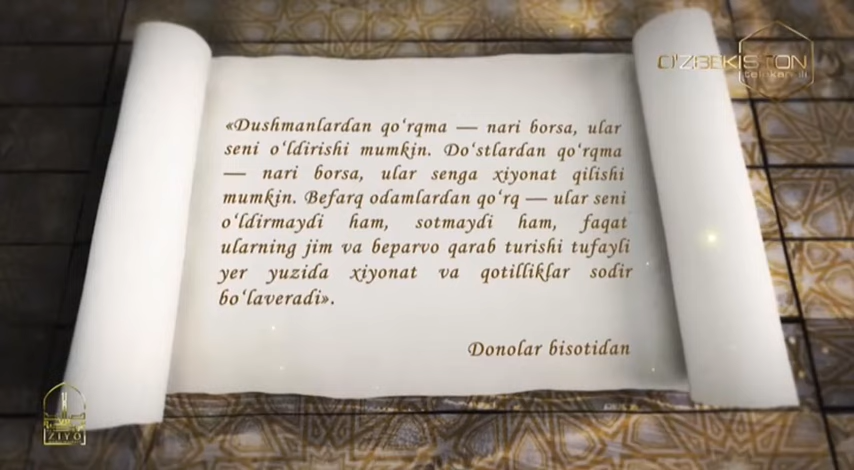 O'ZBEKISTON
«Dushmanlardan qo‘rqma — nari borsa, ular
seni o‘ldirishi mumkin. Do‘stlardan qo‘rqma
— nari borsa, ular senga xiyonat qilishi
mumkin. Befarq odamlardan qo‘rq — ular seni
o‘ldirmaydi ham, sotmaydi ham, faqat
ularning jim va beparvo qarab turishi tufayli
yer yuzida xiyonat va qotilliklar sodir
bo‘laveradi».
Donolar bisotidan
ZIYO